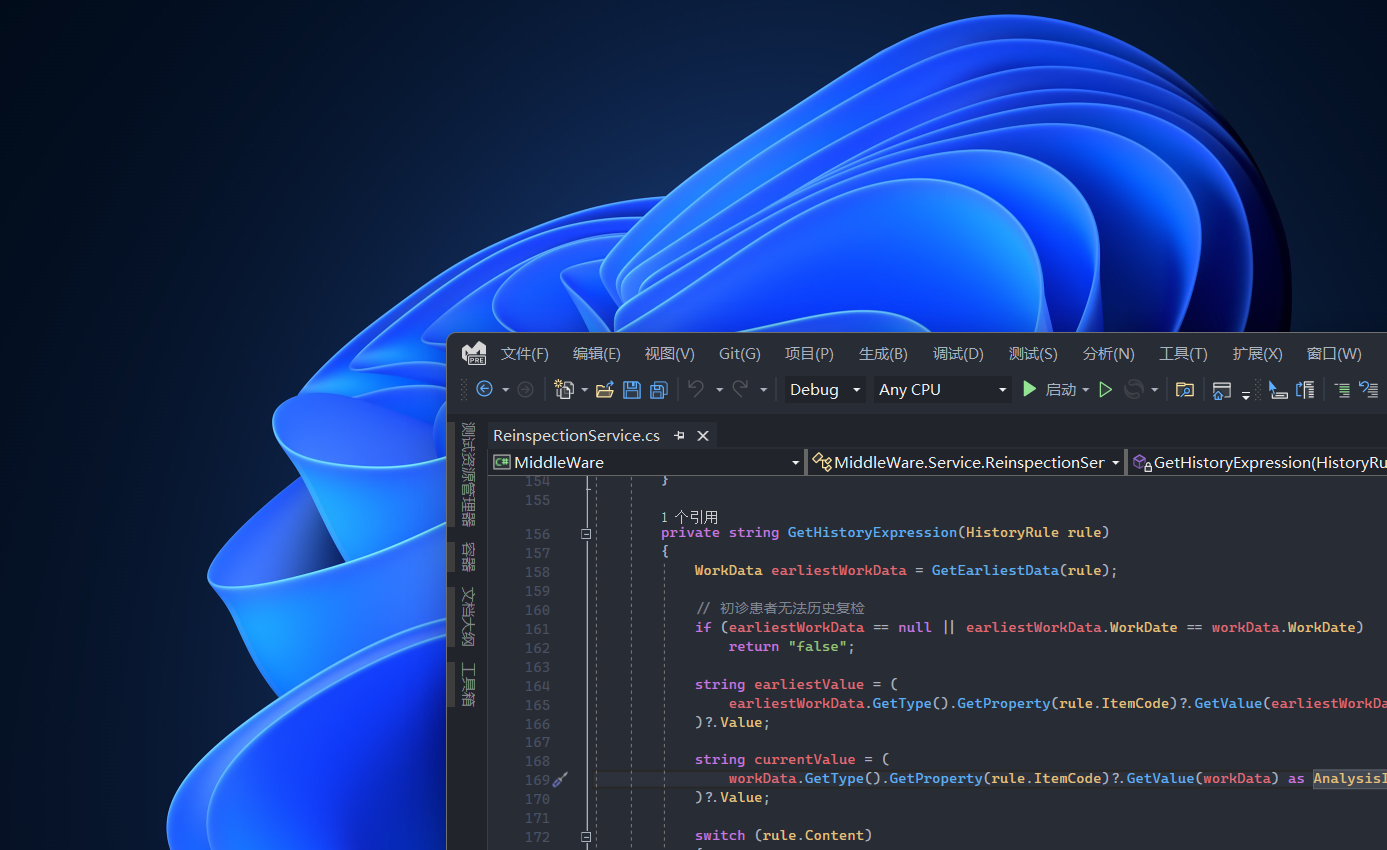 PRE
文件(F) 编辑(E) 视图(V) Git(G) 项目(P) 生成(B) 调试(D) 测试(S) 分析(N) 工具(T) 扩展(X) 窗口(W)
Debug Any CPU 启动
测试资源管理器
容器
文档大纲
工具箱
ReinspectionService.cs
C# MiddleWare MiddleWare.Service.ReinspectionSer GetHistoryExpression(HistoryRu
154 }
155
1 个引用
156 private string GetHistoryExpression(HistoryRule rule)
157 {
158 WorkData earliestWorkData = GetEarliestData(rule);
159
160 // 初诊患者无法历史复检
161 if (earliestWorkData == null || earliestWorkData.WorkDate == workData.WorkDate)
162 return "false";
163
164 string earliestValue = (
165 earliestWorkData.GetType().GetProperty(rule.ItemCode)?.GetValue(earliestWorkDa
166 )?.Value;
167
168 string currentValue = (
169 workData.GetType().GetProperty(rule.ItemCode)?.GetValue(workData) as AnalysisI
170 )?.Value;
171
172 switch (rule.Content)